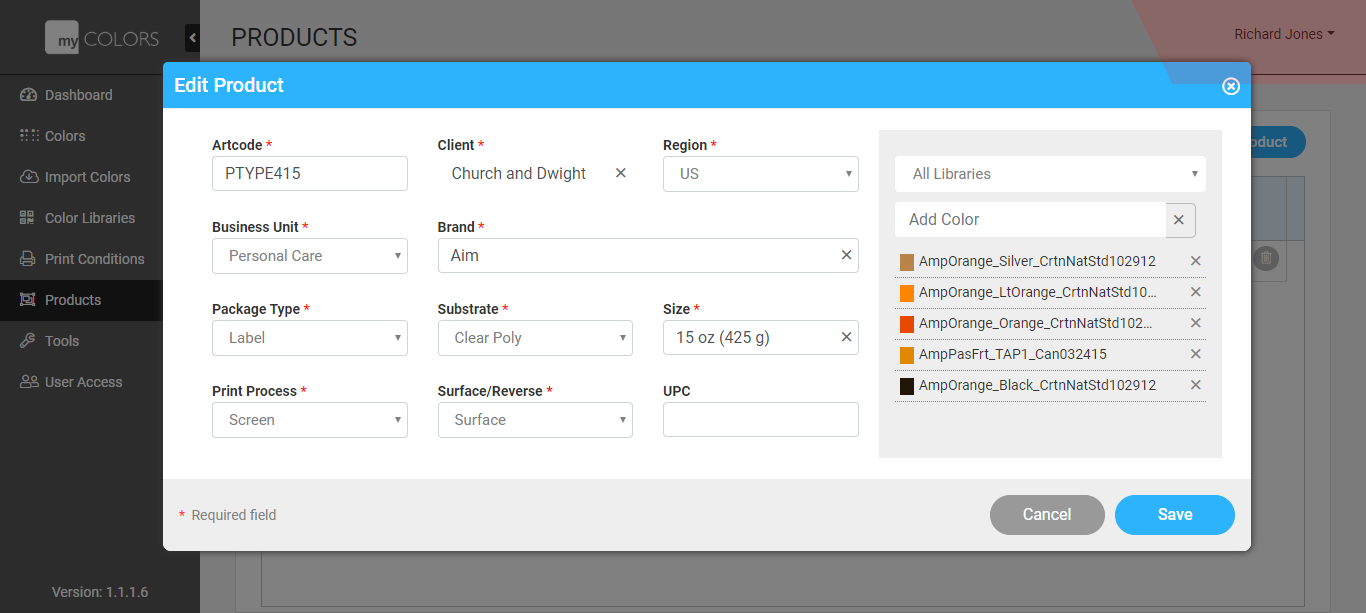 my COLORS
PRODUCTS
Richard Jones
Edit Product
Dashboard
Colors
Import Colors
Color Libraries
Print Conditions
Products
Tools
User Access
Version: 1.1.1.6
Artcode *
PTYPE415
Client *
Church and Dwight
Region *
US
Business Unit *
Personal Care
Brand *
Aim
Package Type *
Label
Substrate *
Clear Poly
Size *
15 oz (425 g)
Print Process *
Screen
Surface/Reverse *
Surface
UPC
All Libraries
Add Color
AmpOrange_Silver_CrtnNatStd102912
AmpOrange_LtOrange_CrtnNatStd10...
AmpOrange_Orange_CrtnNatStd102...
AmpPasFrt_TAP1_Can032415
AmpOrange_Black_CrtnNatStd102912
oduct
* Required field
Cancel
Save